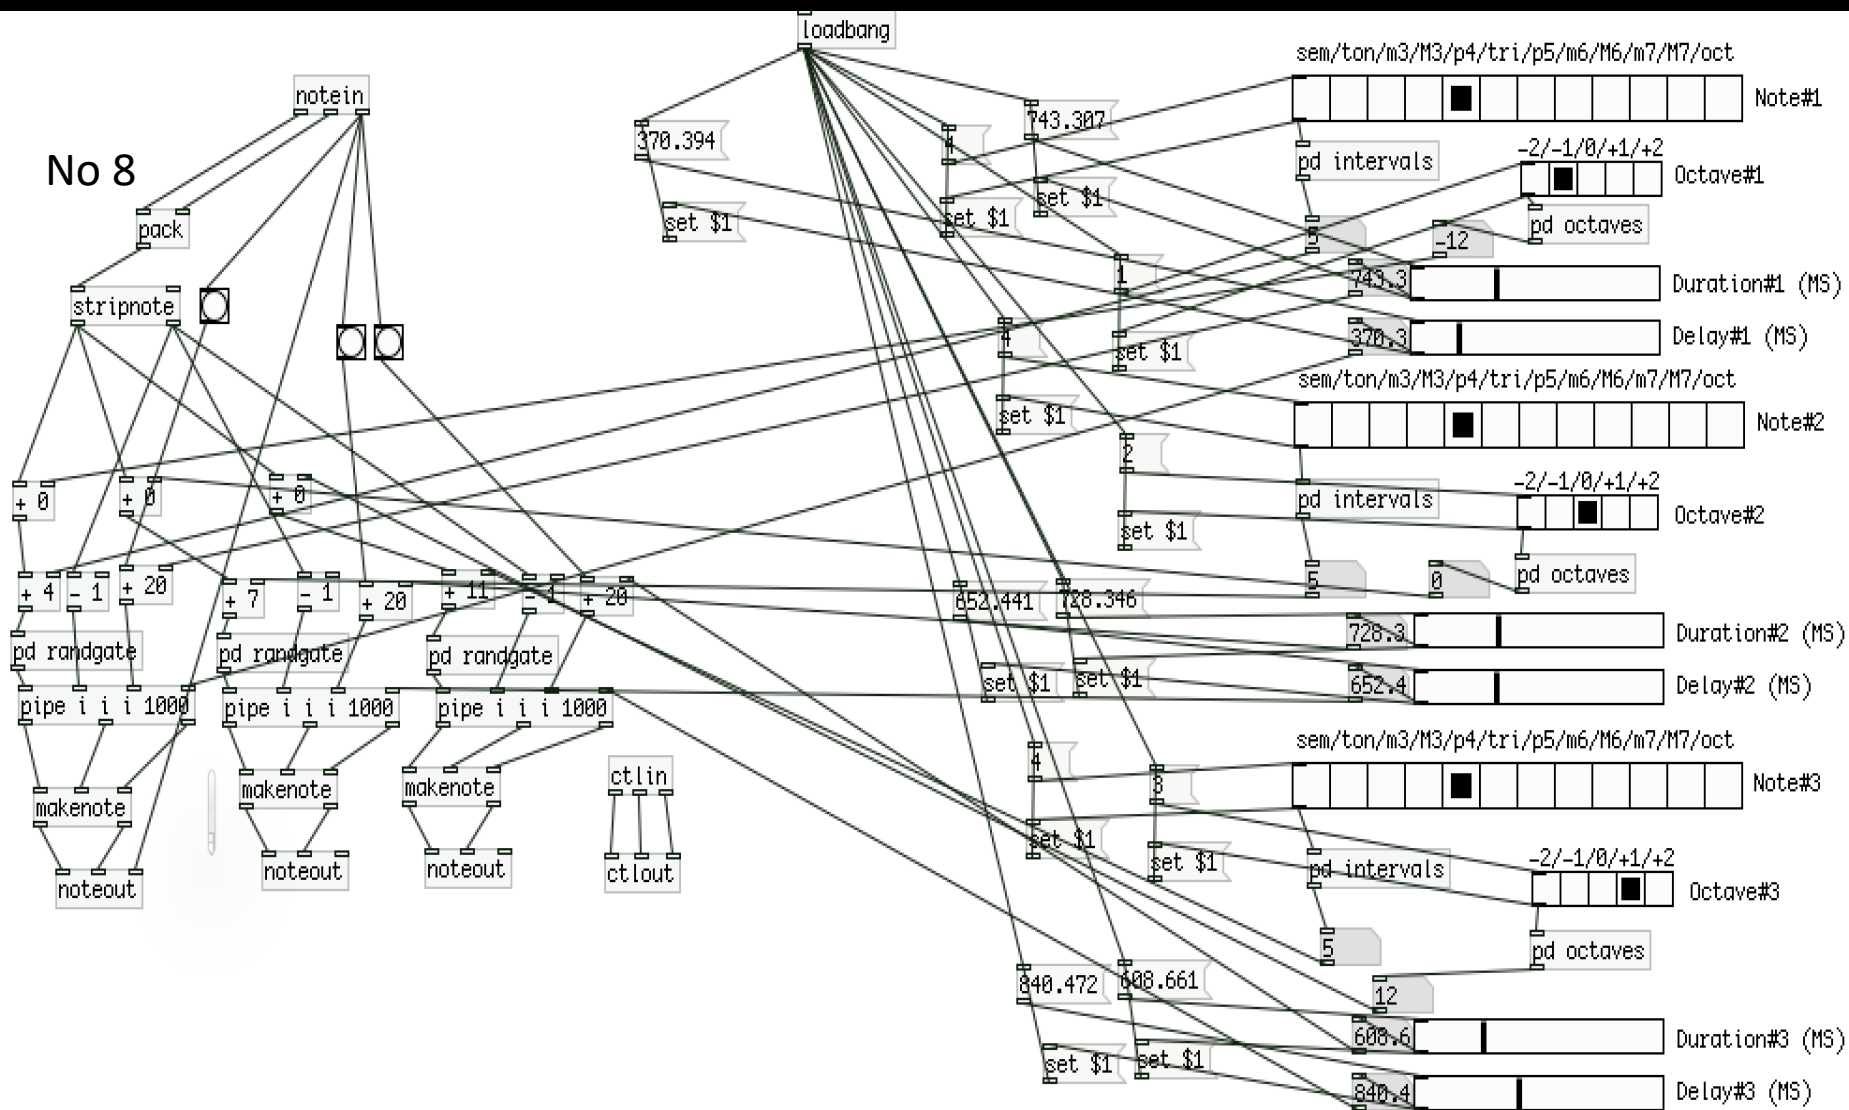 loadbang
sem/ton/m3/M3/p4/tri/p5/m6/M6/m7/M7/oct
notein
Note#1
370.394
4
743.307
-2/-1/0/+1/+2
No 8
pd intervals
Octave#1
set $1
set $1
set $1
pack
pd octaves
5
-12
1
743.3
Duration#1 (MS)
stripnote
4
set $1
370.3
Delay#1 (MS)
sem/ton/m3/M3/p4/tri/p5/m6/M6/m7/M7/oct
set $1
Note#2
2
-2/-1/0/+1/+2
+ 0
+ 0
+ 0
pd intervals
Octave#2
set $1
5
0
pd octaves
+ 4
- 1
+ 20
+ 7
- 1
+ 20
+ 11
- 1
+ 20
652.441
728.346
728.3
Duration#2 (MS)
pd randgate
pd randgate
pd randgate
set $1
set $1
652.4
Delay#2 (MS)
pipe i i i 1000
pipe i i i 1000
pipe i i i 1000
sem/ton/m3/M3/p4/tri/p5/m6/M6/m7/M7/oct
4
3
Note#3
ctlin
makenote
makenote
makenote
set $1
set $1
-2/-1/0/+1/+2
noteout
noteout
noteout
ctlout
pd intervals
Octave#3
5
pd octaves
840.472
608.661
12
608.6
Duration#3 (MS)
set $1
set $1
840.4
Delay#3 (MS)